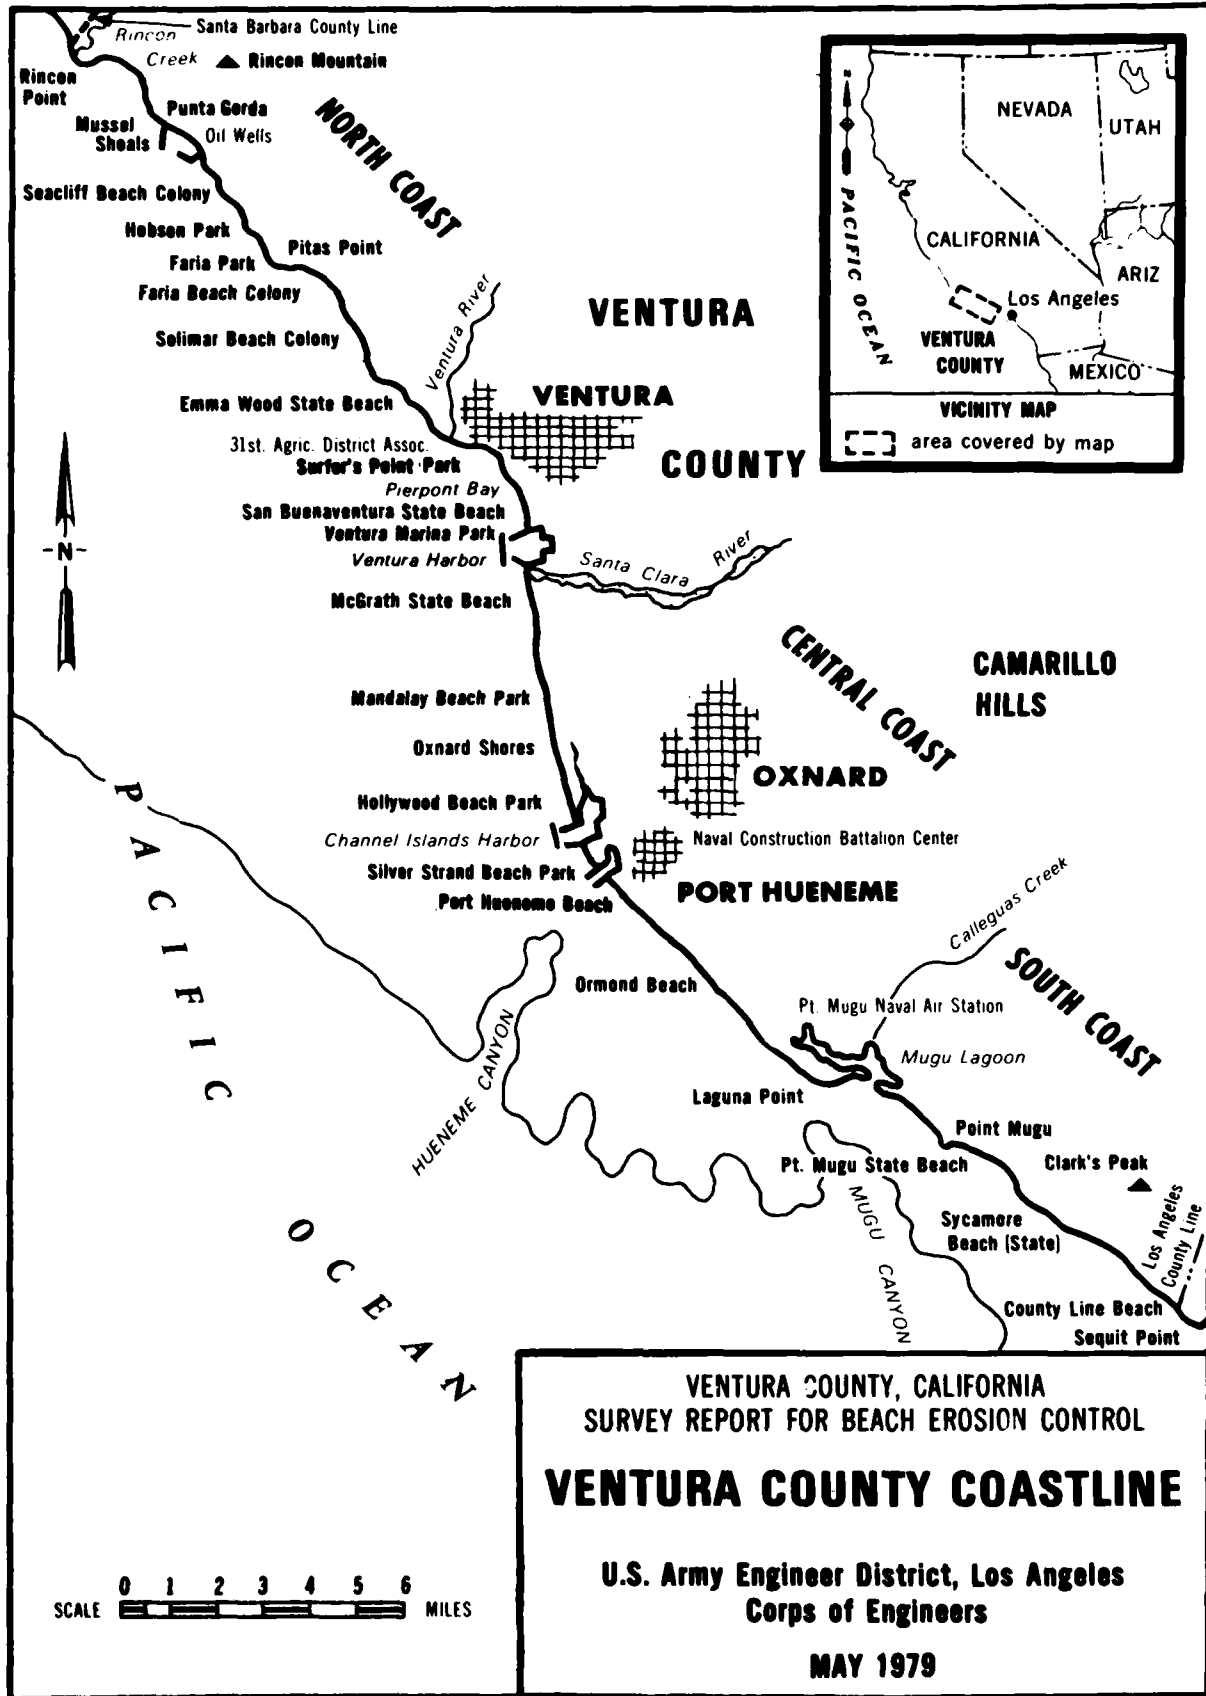 Santa Barbara County Line
Rincon
Creek
Rincon Mountain
Rincon
Point
Punta Gorda
Mussel
Shoals
Oil Wells
NORTH COAST
Seacliff Beach Colony
Hobson Park
Pitas Point
Faria Park
Faria Beach Colony
Solimar Beach Colony
Ventura River
VENTURA
COUNTY
Emma Wood State Beach
VENTURA
31st. Agric. District Assoc.
Surfer's Point Park
Pierpont Bay
San Buenaventura State Beach
Ventura Marina Park
Ventura Harbor
Santa Clara River
McGrath State Beach
-N-
CENTRAL COAST
CAMARILLO
HILLS
Mandalay Beach Park
Oxnard Shores
OXNARD
Hollywood Beach Park
Channel Islands Harbor
Naval Construction Battalion Center
Silver Strand Beach Park
PORT HUENEME
Port Hueneme Beach
Calleguas Creek
SOUTH COAST
Ormond Beach
Pt. Mugu Naval Air Station
Mugu Lagoon
HUENEME CANYON
Laguna Point
Point Mugu
Pt. Mugu State Beach
Clark's Peak
MUGU CANYON
Sycamore
Beach (State)
Los Angeles
County Line
County Line Beach
Sequit Point
PACIFIC OCEAN
NEVADA
UTAH
CALIFORNIA
ARIZ
Los Angeles
VENTURA
COUNTY
MEXICO
PACIFIC OCEAN
VICINITY MAP
area covered by map
0 1 2 3 4 5 6
SCALE MILES
VENTURA COUNTY, CALIFORNIA
SURVEY REPORT FOR BEACH EROSION CONTROL
VENTURA COUNTY COASTLINE
U.S. Army Engineer District, Los Angeles
Corps of Engineers
MAY 1979